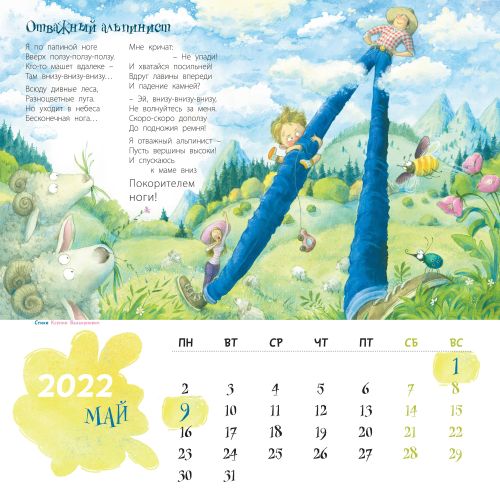 Отважный альпинист
Я по папиной ноге
Вверх ползу-ползу-ползу.
Кто-то машет вдалеке –
Там внизу-внизу-внизу...
Всюду дивные леса,
Разноцветные луга.
Но уходит в небеса
Бесконечная нога...
Мне кричат:
– Не упади!
И хватайся посильней!
Вдруг лавины впереди
И падение камней?
– Эй, внизу-внизу-внизу,
Не волнуйтесь за меня.
Скоро-скоро доползу
До подножия ремня!
Я отважный альпинист –
Пусть вершины высоки!
И спускаюсь
к маме вниз
Покорителем
ноги!
Стихи Ксении Валаханович
2022
МАЙ
ПН ВТ СР ЧТ ПТ СБ ВС
1
2 3 4 5 6 7 8
9 10 11 12 13 14 15
16 17 18 19 20 21 22
23 24 25 26 27 28 29
30 31